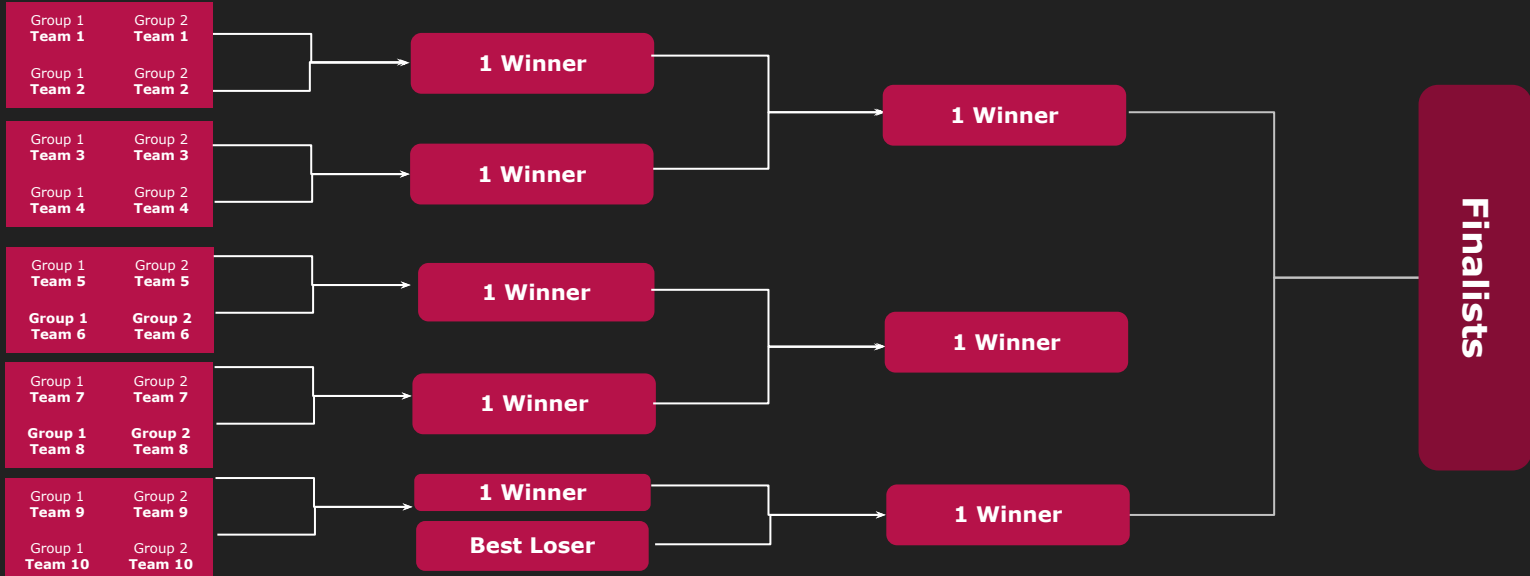 Group 1 Group 2
Team 1 Team 1
Group 1 Group 2
Team 2 Team 2
1 Winner
Group 1 Group 2
Team 3 Team 3
Group 1 Group 2
Team 4 Team 4
1 Winner
1 Winner
Group 1 Group 2
Team 5 Team 5
Group 1 Group 2
Team 6 Team 6
1 Winner
Group 1 Group 2
Team 7 Team 7
Group 1 Group 2
Team 8 Team 8
1 Winner
1 Winner
Group 1 Group 2
Team 9 Team 9
Group 1 Group 2
Team 10 Team 10
1 Winner
Best Loser
1 Winner
Finalists